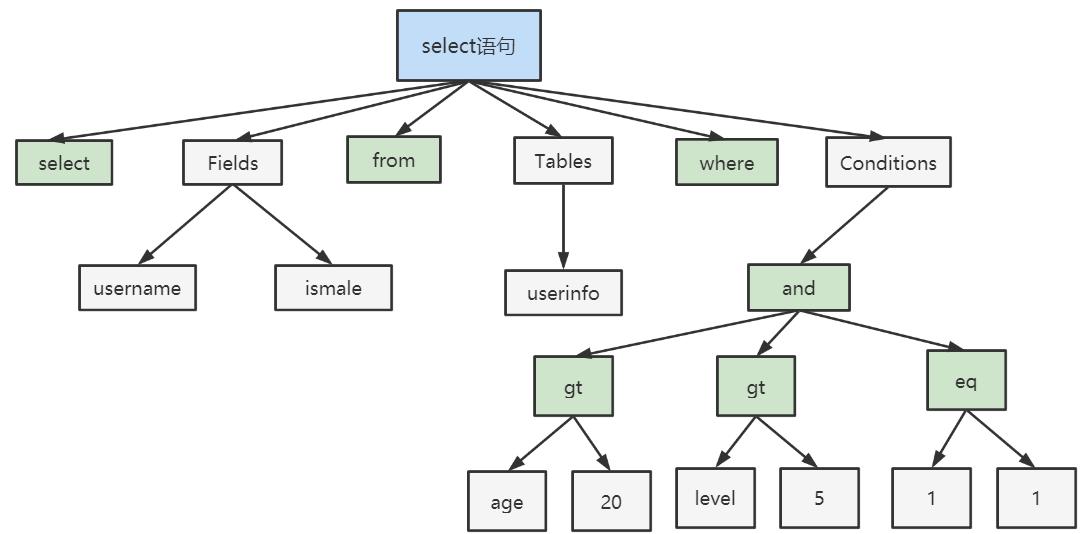 select语句
select
Fields
from
Tables
where
Conditions
username
ismale
userinfo
and
gt
gt
eq
age
20
level
5
1
1